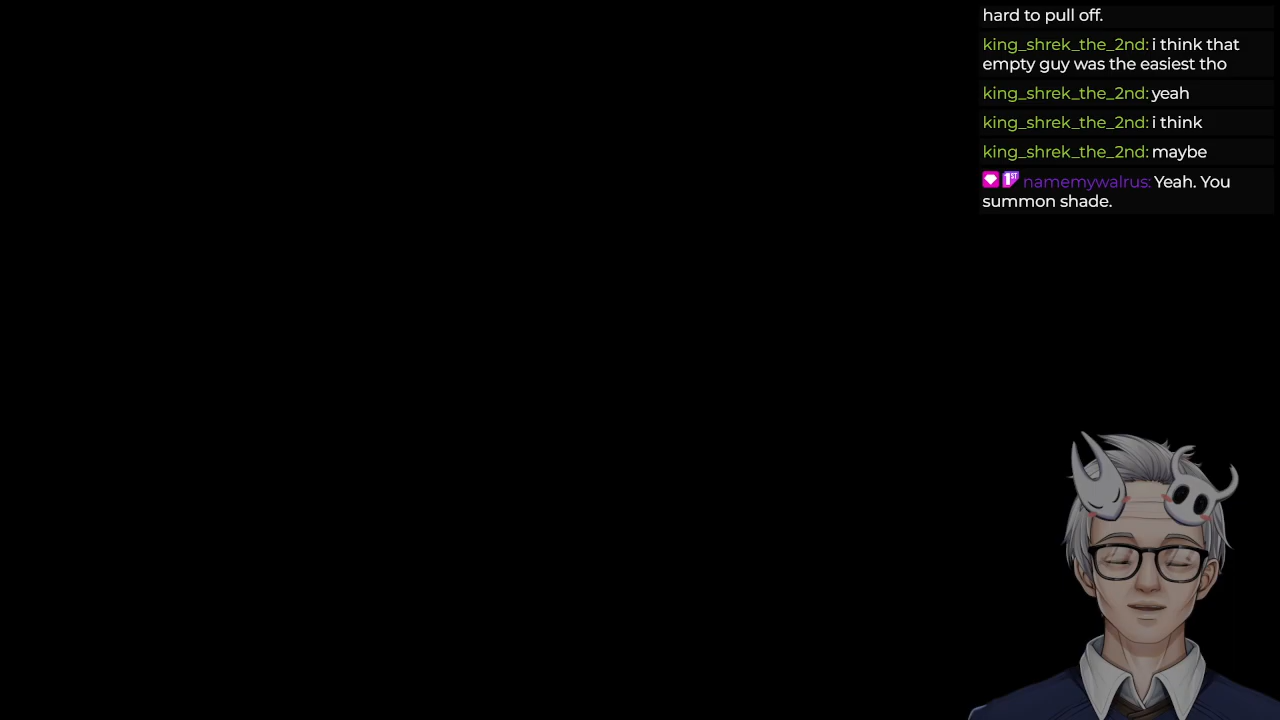 hard to pull off.
king_shrek_the_2nd: i think that
empty guy was the easiest tho
king_shrek_the_2nd: yeah
king_shrek_the_2nd: i think
king_shrek_the_2nd: maybe
1ST namemywalrus: Yeah. You
summon shade.